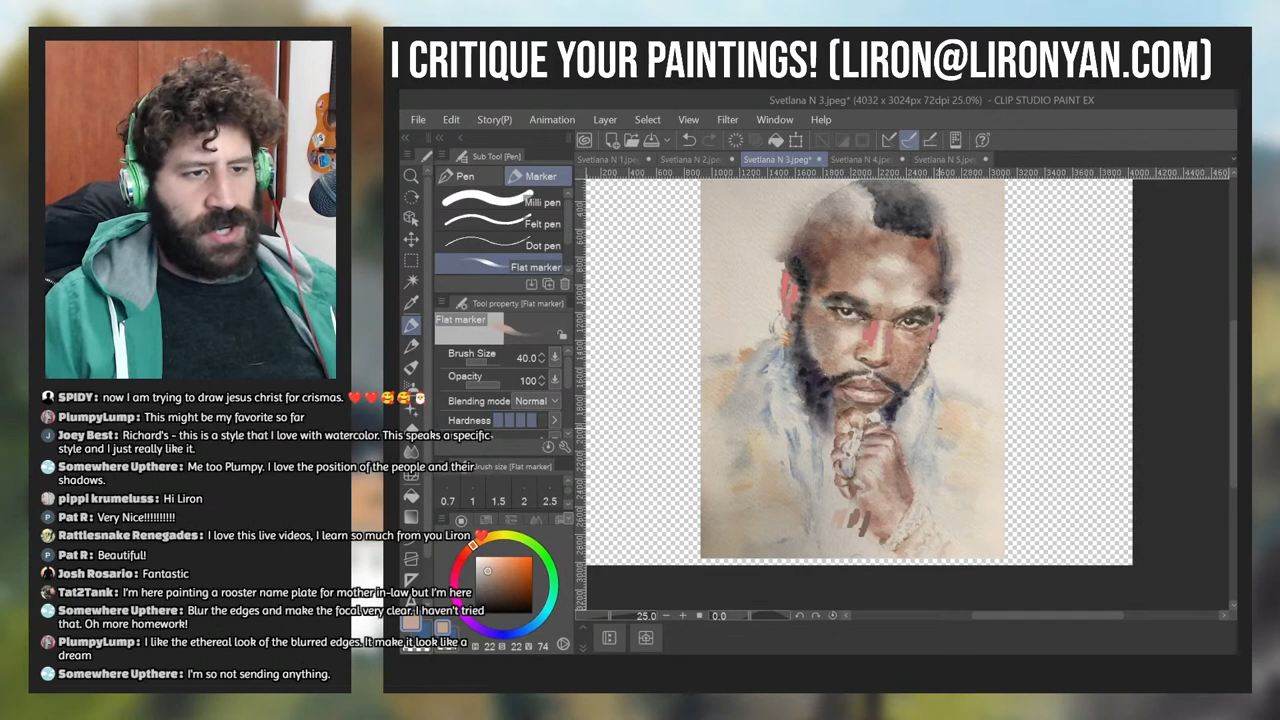 I CRITIQUE YOUR PAINTINGS! (LIRON@LIRONYAN.COM)
Svetlana N 3.jpeg* (4032 x 3024px 72dpi 25.0%) - CLIP STUDIO PAINT EX
File Edit Story(P) Animation Layer Select View Filter Window Help
Sub Tool [Pen]
Svetlana N 1.jpe Svetlana N 2.jpe Svetlana N 3.jpeg* Svetlana N 4.jpe Svetlana N 5.jpe
Pen Marker
Milli pen
Felt pen
Dot pen
Flat marker
Tool property [Flat marker]
Flat marker
Brush Size 40.0
Opacity 100
Blending mode Normal
Hardness
Brush size [Flat marker]
0.7 1 1.5 2 2.5
25.0 0.0
22 S 22 V 74
SPIDY: now I am trying to draw jesus christ for crismas. ❤️❤️🥰🥰🎅
PlumpyLump: This might be my favorite so far
Joey Best: Richard's - this is a style that I love with watercolor. This speaks a specific
style and I just really like it.
Somewhere Upthere: Me too Plumpy. I love the position of the people and their
shadows.
pippi krumeluss: Hi Liron
Pat R: Very Nice!!!!!!!!!!
Rattlesnake Renegades: I love this live videos, I learn so much from you Liron ❤️
Pat R: Beautiful!
Josh Rosario: Fantastic
Tat2Tank: I'm here painting a rooster name plate for mother in-law but I'm here
Somewhere Upthere: Blur the edges and make the focal very clear. I haven't tried
that. Oh more homework!
PlumpyLump: I like the ethereal look of the blurred edges. It make it look like a
dream
Somewhere Upthere: I'm so not sending anything.